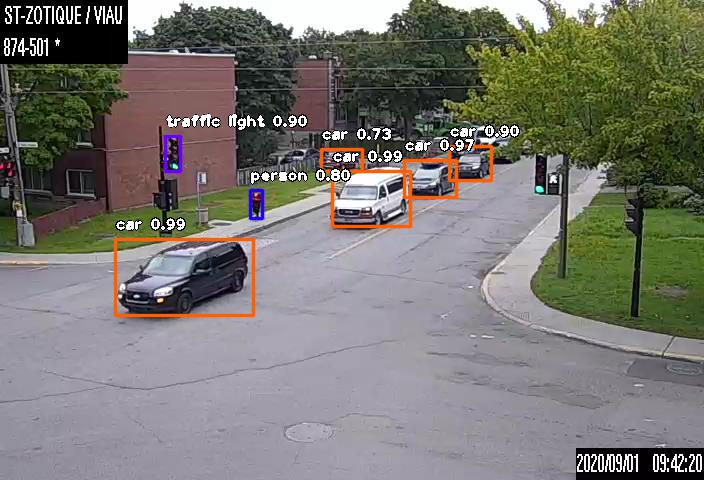 ST-ZOTIQUE / VIAU
874-501 *
traffic light 0.90
car 0.73
car 0.90
car 0.97
car 0.99
person 0.80
car 0.99
2020/09/01 09:42:20